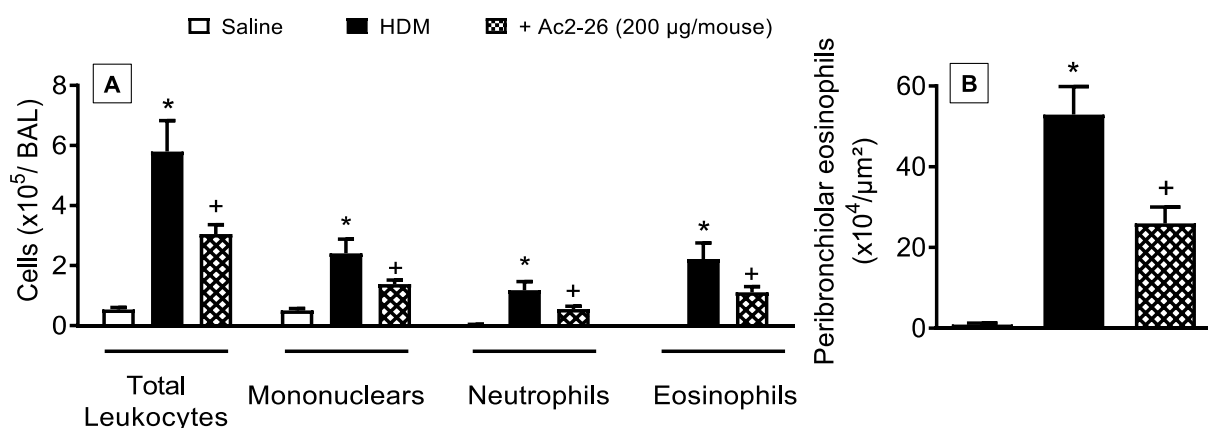 Saline HDM + Ac2-26 (200 µg/mouse)
A
Cells (x10⁵/ BAL)
8
6
4
2
0
*
+
*
+
*
+
*
+
Total
Leukocytes
Mononuclears
Neutrophils
Eosinophils
B
Peribronchiolar eosinophils
(x10⁴/µm²)
60
40
20
0
*
+